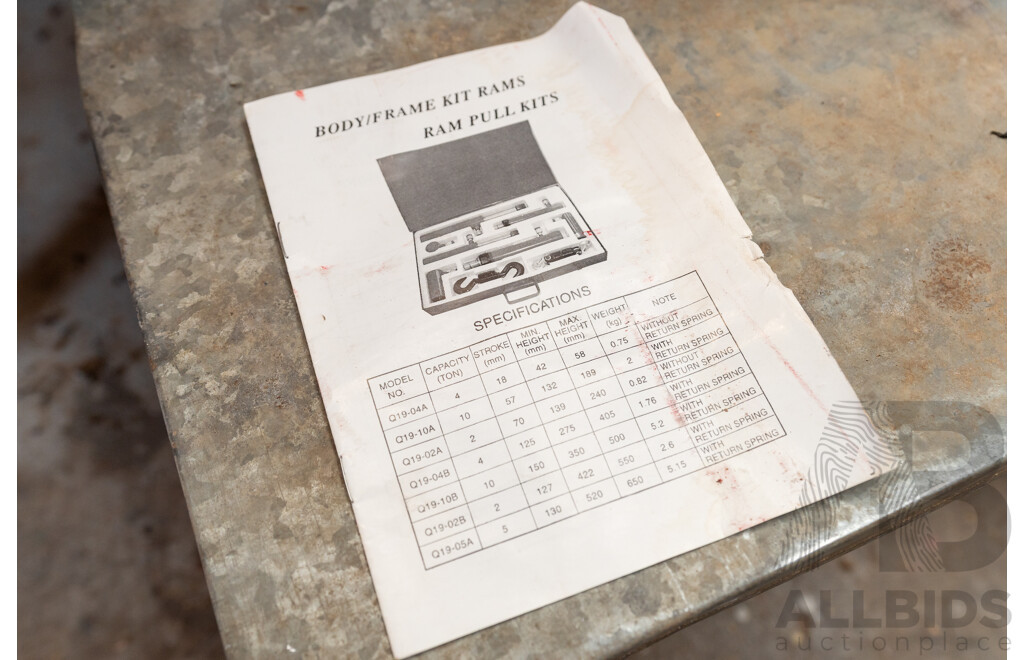 BODY/FRAME KIT RAMS
RAM PULL KITS
SPECIFICATIONS
MODEL NO. CAPACITY (TON) STROKE (mm) MIN. HEIGHT (mm) MAX. HEIGHT (mm) WEIGHT (kg) NOTE
Q19-04A 4 18 42 58 0.75 WITHOUT RETURN SPRING
Q19-10A 10 57 132 189 2 WITH RETURN SPRING
Q19-02A 2 70 139 240 0.82 WITHOUT RETURN SPRING
Q19-04B 4 125 275 405 1.76 WITH RETURN SPRING
Q19-10B 10 150 350 500 5.2 WITH RETURN SPRING
Q19-02B 2 127 422 550 2.6 WITH RETURN SPRING
Q19-05A 5 130 520 650 5.15 WITH RETURN SPRING
AB
ALLBIDS
auctionplace